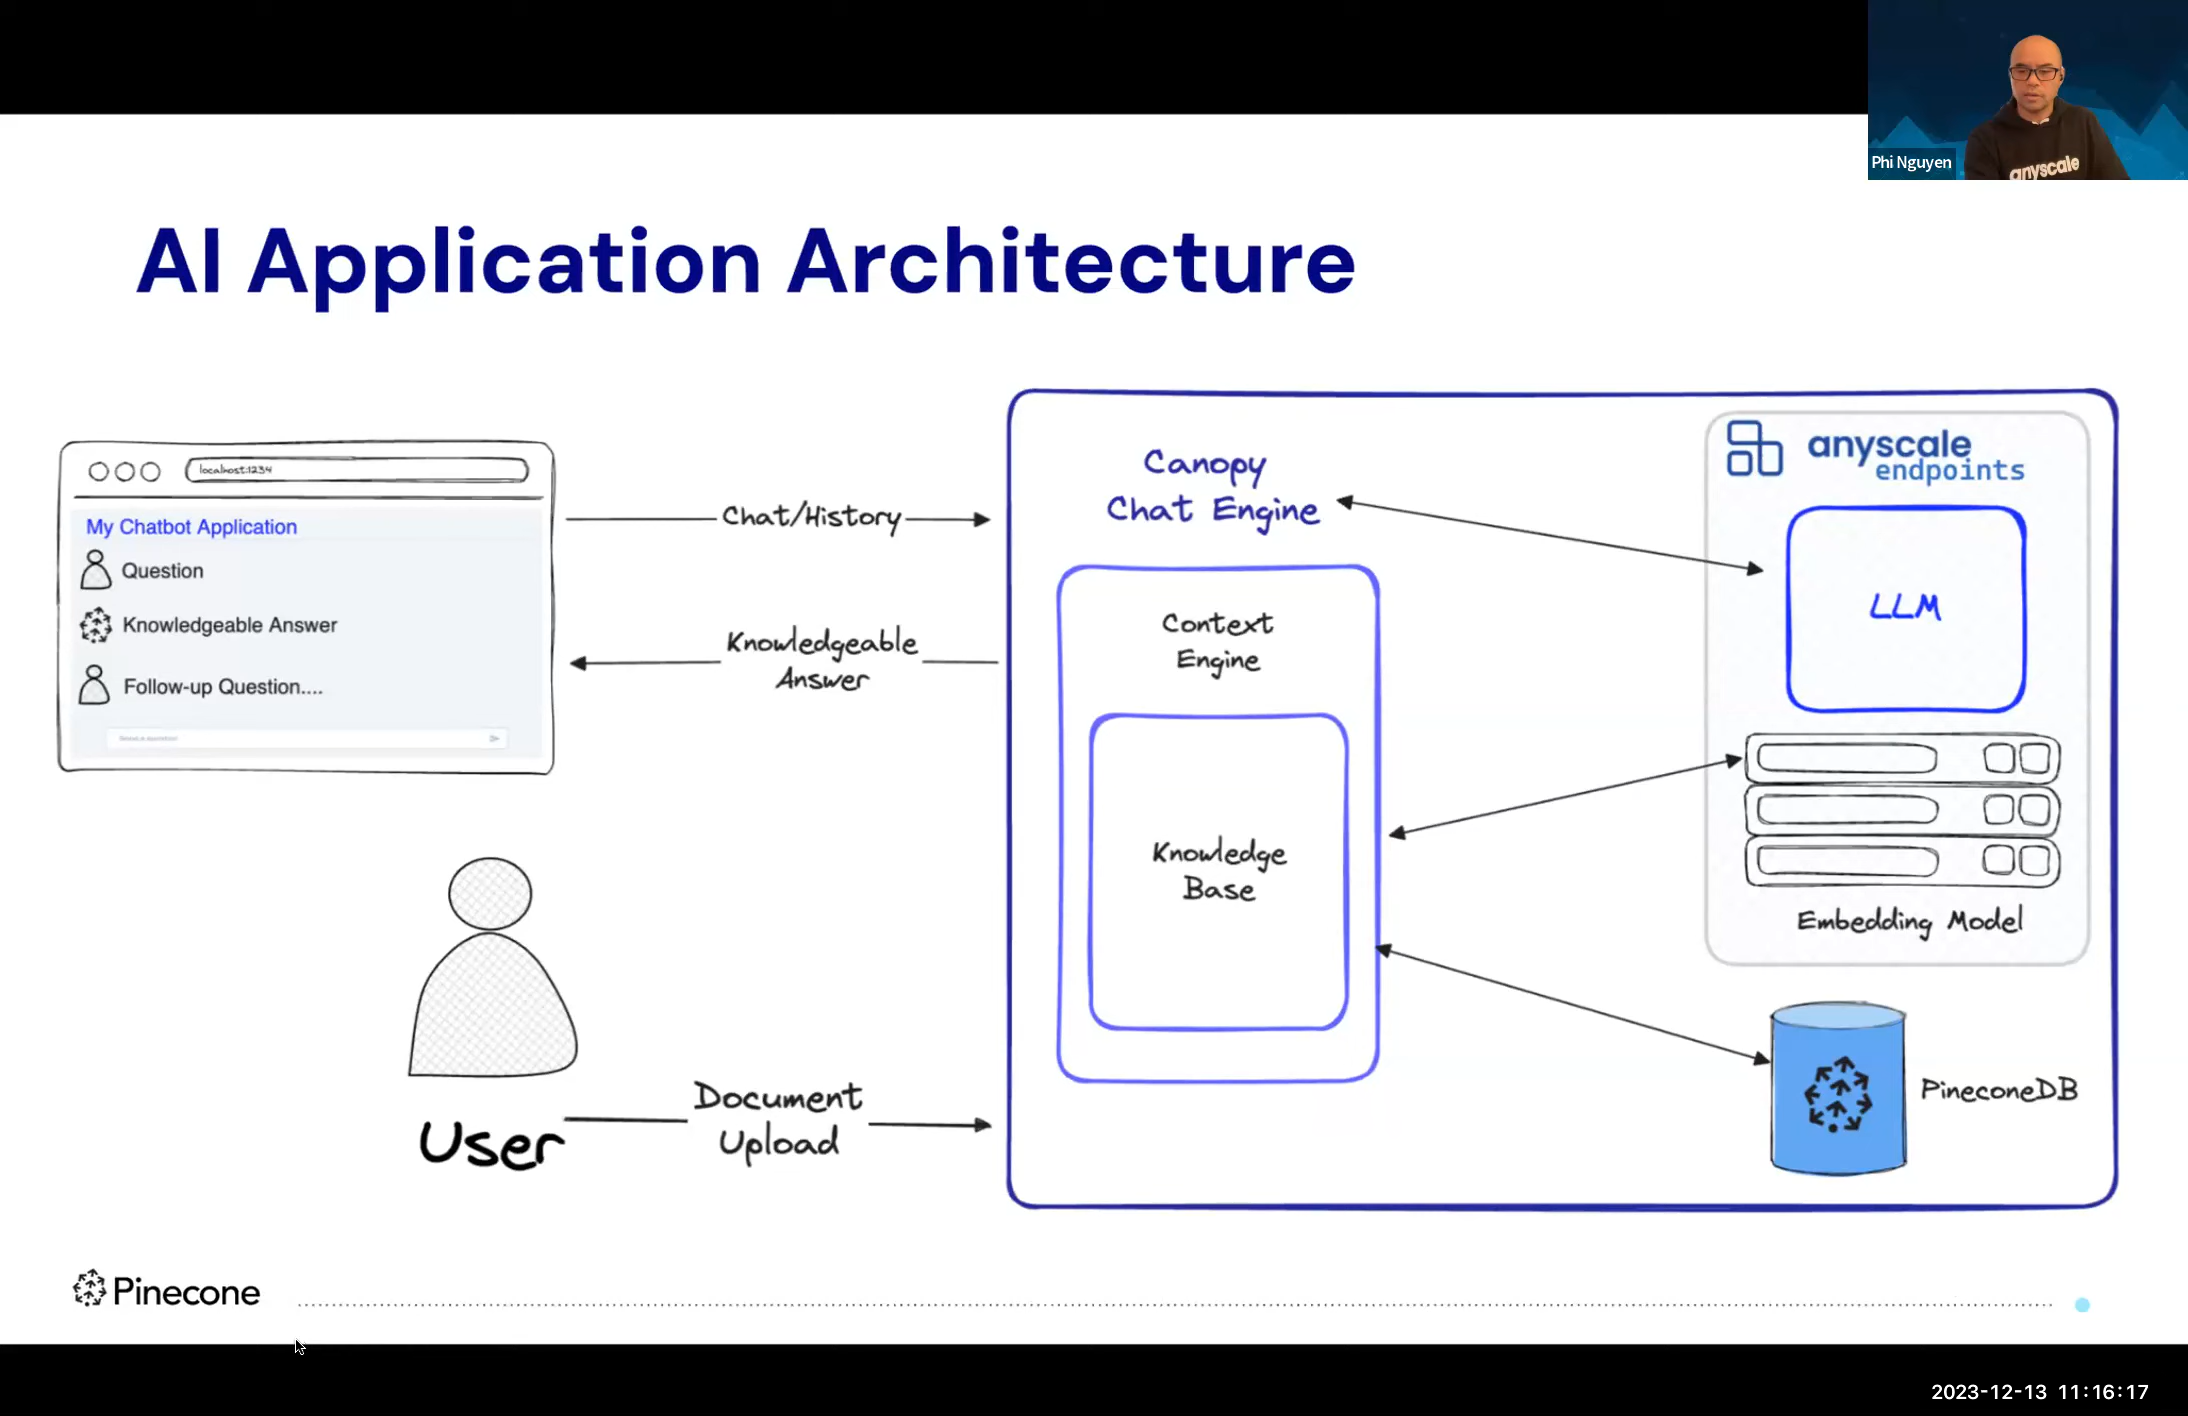 Phi Nguyen
anyscale
AI Application Architecture
localhost:1234
My Chatbot Application
Question
Knowledgeable Answer
Follow-up Question....
Chat/History
Knowledgeable
Answer
User
Document
Upload
Canopy
Chat Engine
Context
Engine
Knowledge
Base
anyscale
endpoints
LLM
Embedding Model
PineconeDB
Pinecone
2023-12-13 11:16:17